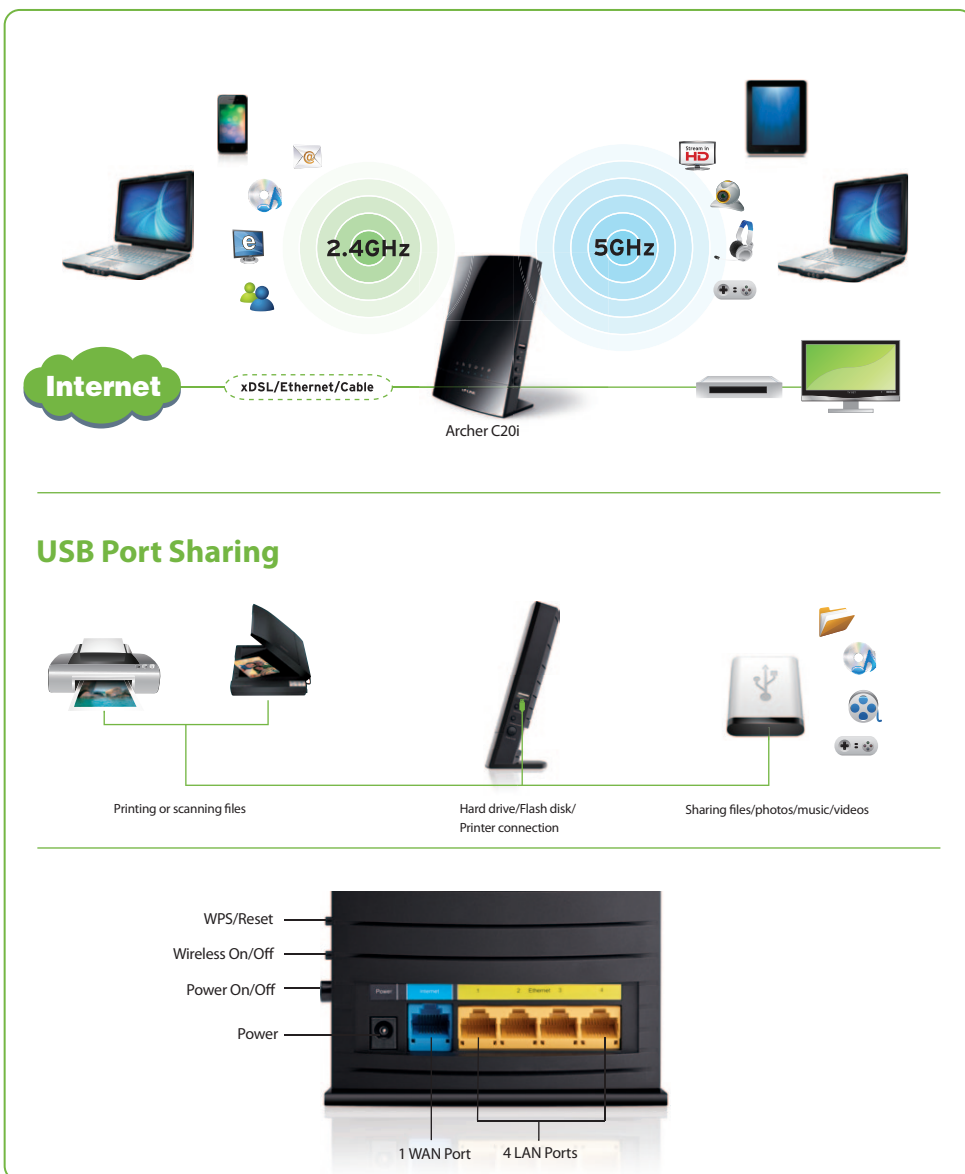 Stream in
HD
@
e
2.4GHz
5GHz
Internet
xDSL/Ethernet/Cable
TP-LINK
Archer C20i
USB Port Sharing
Printing or scanning files
Hard drive/Flash disk/
Printer connection
Sharing files/photos/music/videos
WPS/Reset
Wireless On/Off
Power On/Off
Power
Power Internet 1 2 Ethernet 3 4
1 WAN Port
4 LAN Ports